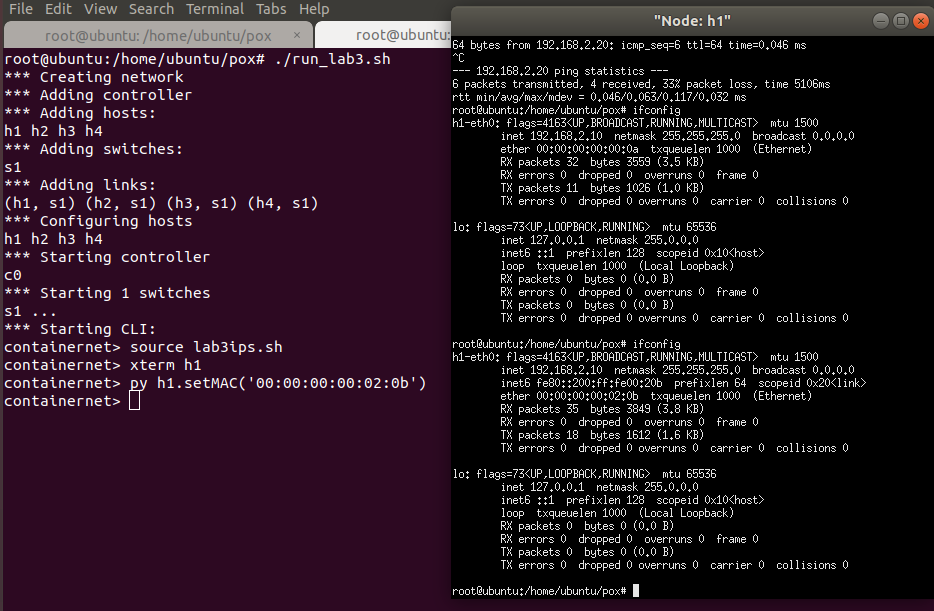 File Edit View Search Terminal Tabs Help
root@ubuntu: /home/ubuntu/pox ×
root@ubuntu:
root@ubuntu:/home/ubuntu/pox# ./run_lab3.sh
*** Creating network
*** Adding controller
*** Adding hosts:
h1 h2 h3 h4
*** Adding switches:
s1
*** Adding links:
(h1, s1) (h2, s1) (h3, s1) (h4, s1)
*** Configuring hosts
h1 h2 h3 h4
*** Starting controller
c0
*** Starting 1 switches
s1 ...
*** Starting CLI:
containernet> source lab3ips.sh
containernet> xterm h1
containernet> py h1.setMAC('00:00:00:00:02:0b')
containernet>
"Node: h1"
64 bytes from 192.168.2.20: icmp_seq=6 ttl=64 time=0.046 ms
^C
--- 192.168.2.20 ping statistics ---
6 packets transmitted, 4 received, 33% packet loss, time 5106ms
rtt min/avg/max/mdev = 0.046/0.063/0.117/0.032 ms
root@ubuntu:/home/ubuntu/pox# ifconfig
h1-eth0: flags=4163<UP,BROADCAST,RUNNING,MULTICAST>  mtu 1500
inet 192.168.2.10  netmask 255.255.255.0  broadcast 0.0.0.0
ether 00:00:00:00:00:0a  txqueuelen 1000  (Ethernet)
RX packets 32  bytes 3559 (3.5 KB)
RX errors 0  dropped 0  overruns 0  frame 0
TX packets 11  bytes 1026 (1.0 KB)
TX errors 0  dropped 0 overruns 0  carrier 0  collisions 0
lo: flags=73<UP,LOOPBACK,RUNNING>  mtu 65536
inet 127.0.0.1  netmask 255.0.0.0
inet6 ::1  prefixlen 128  scopeid 0x10<host>
loop  txqueuelen 1000  (Local Loopback)
RX packets 0  bytes 0 (0.0 B)
RX errors 0  dropped 0  overruns 0  frame 0
TX packets 0  bytes 0 (0.0 B)
TX errors 0  dropped 0 overruns 0  carrier 0  collisions 0
root@ubuntu:/home/ubuntu/pox# ifconfig
h1-eth0: flags=4163<UP,BROADCAST,RUNNING,MULTICAST>  mtu 1500
inet 192.168.2.10  netmask 255.255.255.0  broadcast 0.0.0.0
inet6 fe80::200:ff:fe00:20b  prefixlen 64  scopeid 0x20<link>
ether 00:00:00:00:02:0b  txqueuelen 1000  (Ethernet)
RX packets 35  bytes 3849 (3.8 KB)
RX errors 0  dropped 0  overruns 0  frame 0
TX packets 18  bytes 1612 (1.6 KB)
TX errors 0  dropped 0 overruns 0  carrier 0  collisions 0
lo: flags=73<UP,LOOPBACK,RUNNING>  mtu 65536
inet 127.0.0.1  netmask 255.0.0.0
inet6 ::1  prefixlen 128  scopeid 0x10<host>
loop  txqueuelen 1000  (Local Loopback)
RX packets 0  bytes 0 (0.0 B)
RX errors 0  dropped 0  overruns 0  frame 0
TX packets 0  bytes 0 (0.0 B)
TX errors 0  dropped 0 overruns 0  carrier 0  collisions 0
root@ubuntu:/home/ubuntu/pox#